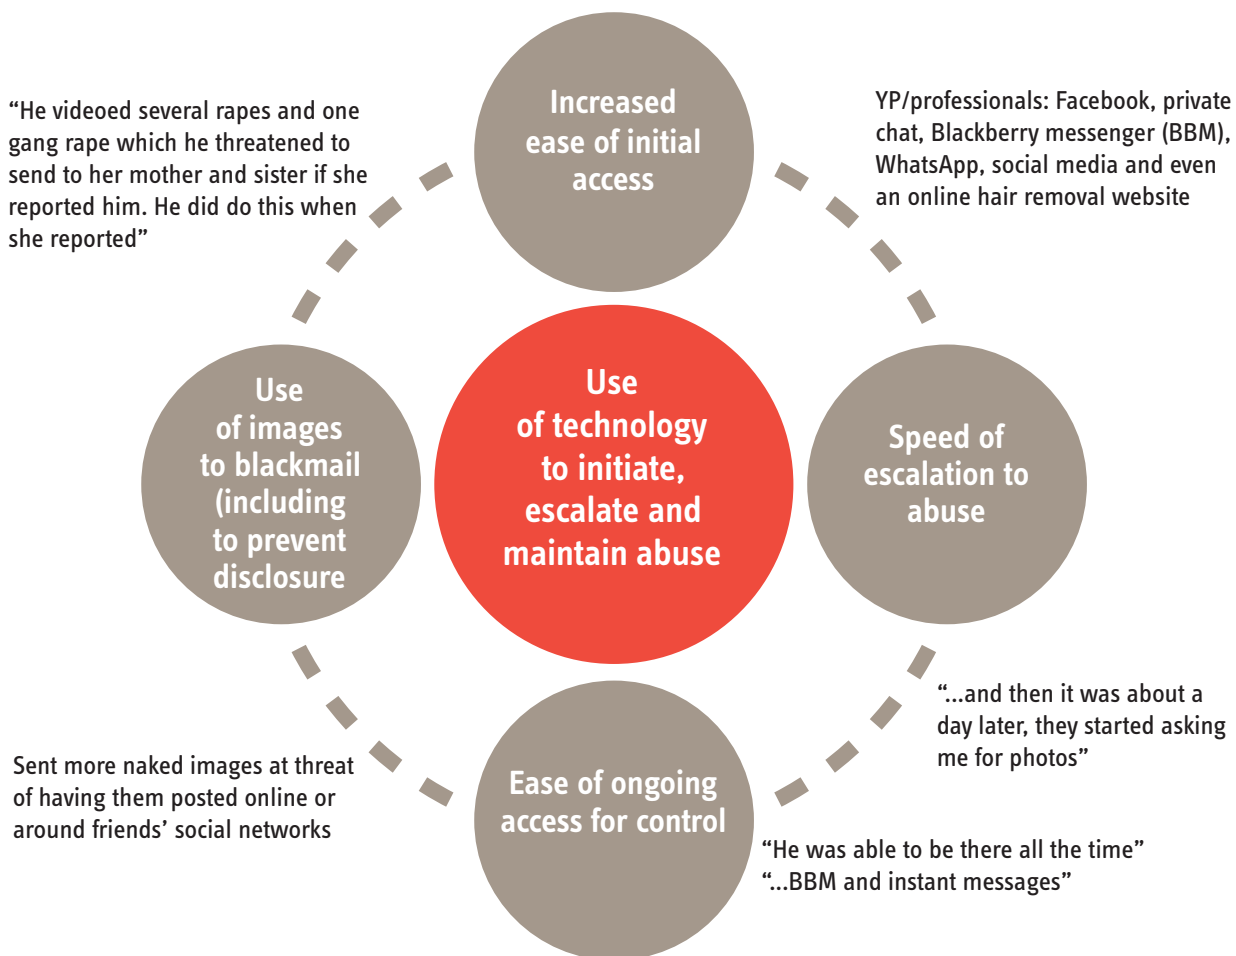 Increased
ease of initial
access
“He videoed several rapes and one
gang rape which he threatened to
send to her mother and sister if she
reported him. He did do this when
she reported”
YP/professionals: Facebook, private
chat, Blackberry messenger (BBM),
WhatsApp, social media and even
an online hair removal website
Use
of images
to blackmail
(including
to prevent
disclosure
Use
of technology
to initiate,
escalate and
maintain abuse
Speed of
escalation to
abuse
“...and then it was about a
day later, they started asking
me for photos”
Sent more naked images at threat
of having them posted online or
around friends’ social networks
Ease of ongoing
access for control
“He was able to be there all the time”
“...BBM and instant messages”